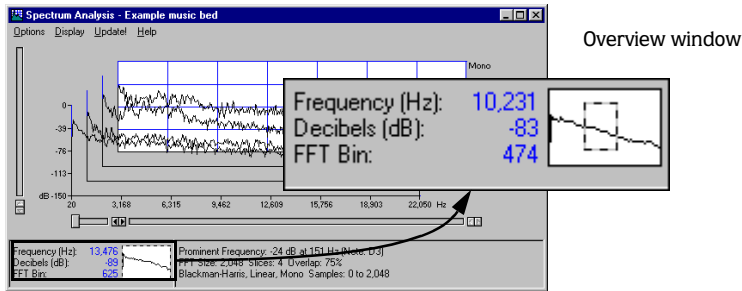 Spectrum Analysis - Example music bed
Options Display Update! Help
Overview window
Mono
Frequency (Hz): 10,231
Decibels (dB): -83
FFT Bin: 474
0
-39
-78
-113
dB -150
20 3,168 6,315 9,462 12,609 15,756 18,903 22,050 Hz
Frequency (Hz): 13,476 Prominent Frequency: -24 dB at 151 Hz (Note: D3)
Decibels (dB): -89 FFT Size: 2,048 Slices: 4 Overlap: 75%
FFT Bin: 625 Blackman-Harris, Linear, Mono Samples: 0 to 2,048